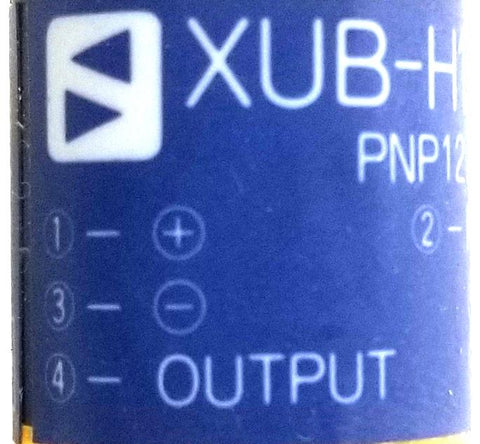 XUB-H
PNP12
① – ⊕ ② –
③ – ⊖
④ – OUTPUT